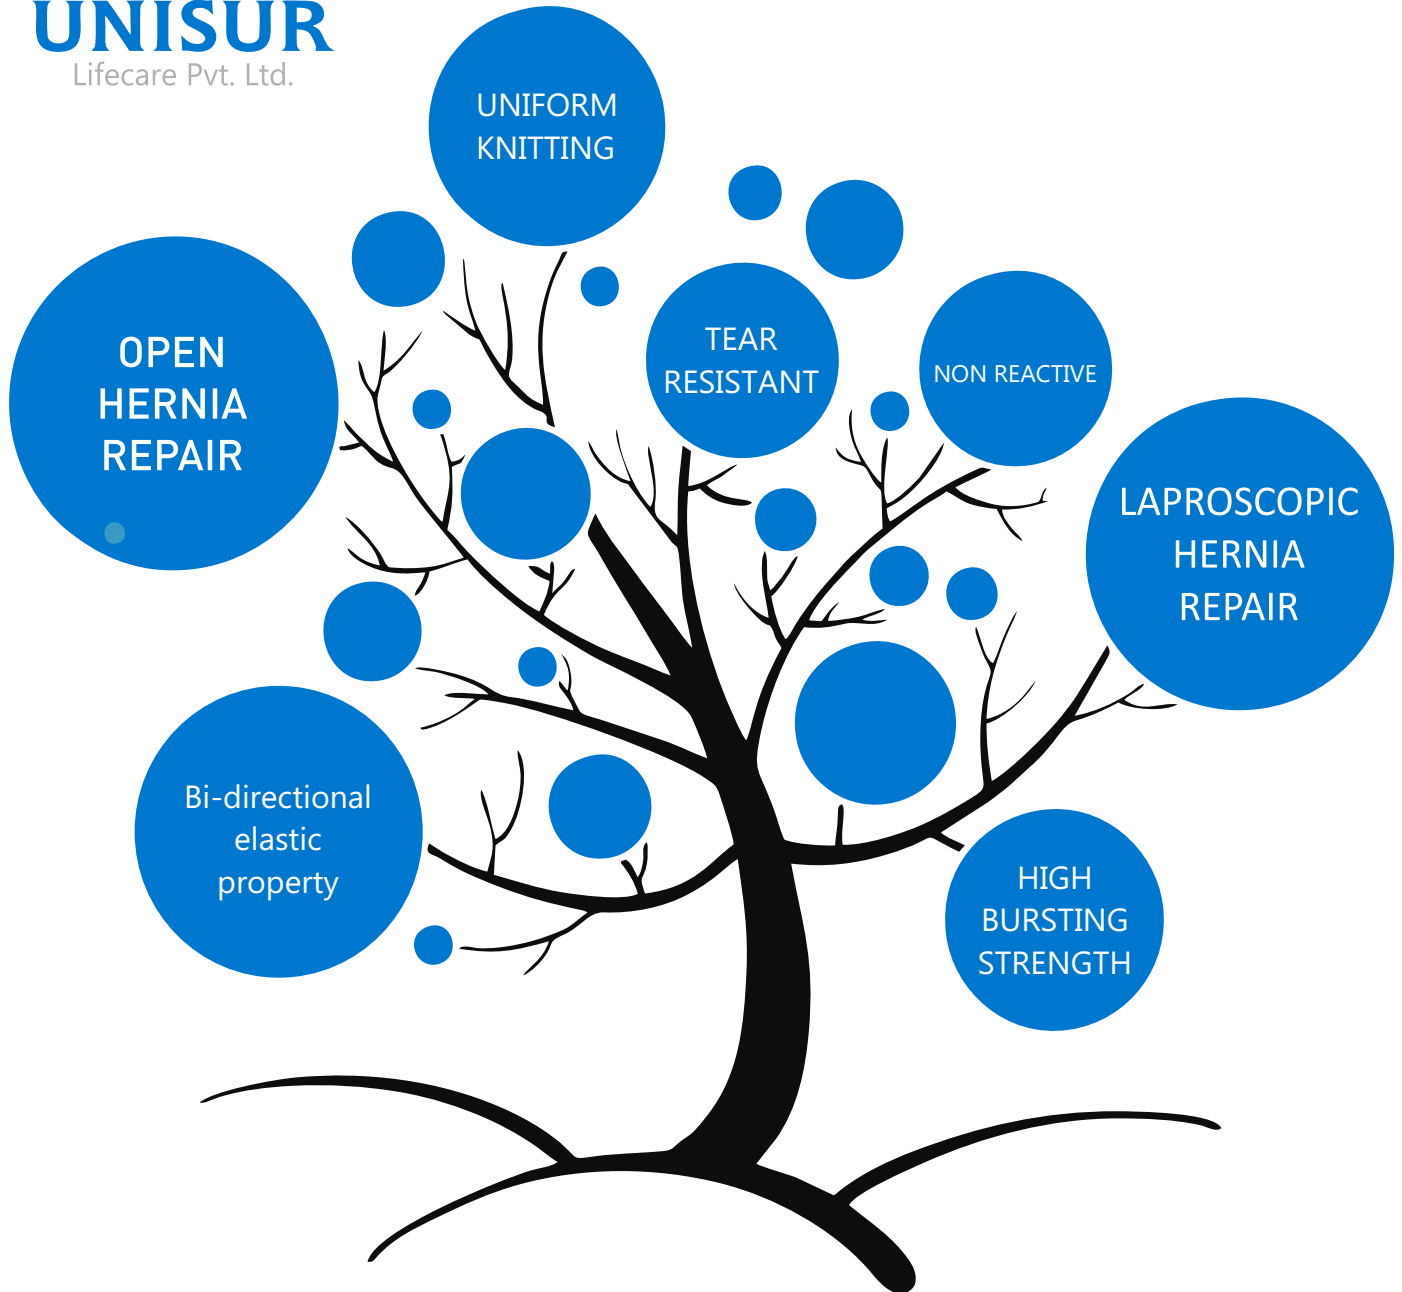 UNISUR
Lifecare Pvt. Ltd.
UNIFORM
KNITTING
OPEN
HERNIA
REPAIR
TEAR
RESISTANT
NON REACTIVE
LAPROSCOPIC
HERNIA
REPAIR
Bi-directional
elastic
property
HIGH
BURSTING
STRENGTH